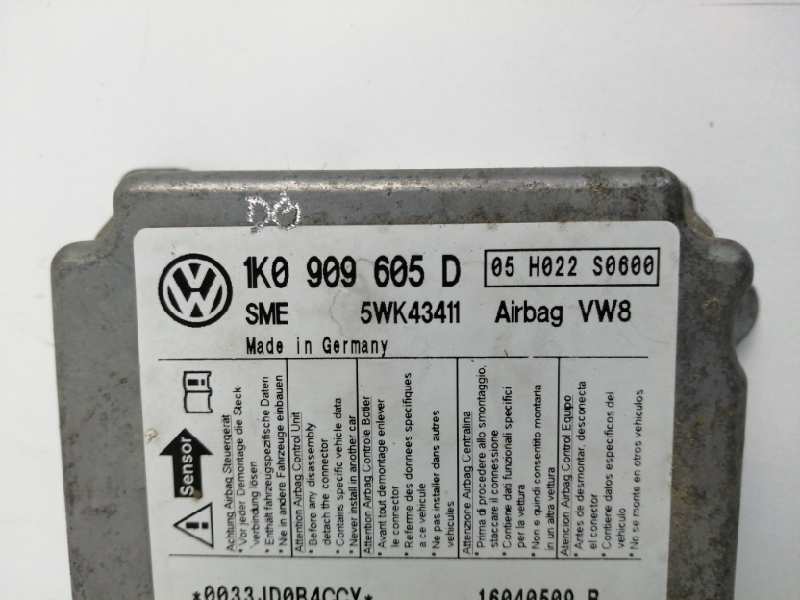 DO
1K0 909 605 D
05 H022 S0600
SME 5WK43411 Airbag VW8
Made in Germany
Sensor
Achtung Airbag Steuergerät
* Vor jeder Demontage die Steck
verbindung lösen
* Enthält fahrzeugspezifische Daten
* Nie in andere Fahrzeuge einbauen
Attention Airbag Control Unit
* Before any disassembly
detach the connector
* Contains specific vehicle data
* Never install in another car
Attention Airbag Controle Botier
* Avant tout demontage enlever
le connector
* Referme des donnees specifiques
a ce vehicule
* Ne pas installer dans autres
vehicules
Attenzione Airbag Centralina
* Prima di procedere allo smontaggio,
staccare il connessione
* Contiene dati funzionali specifici
per la vettura
* Non e quindi consentito montarla
in un altra vettura
Atencion Airbag Control Equipo
* Antes de desmontar, desconecta
el conector
* Contiene datos especificos del
vehiculo
* No se monte en otros vehiculos
*0033JD0B4CCY*
16040509 B